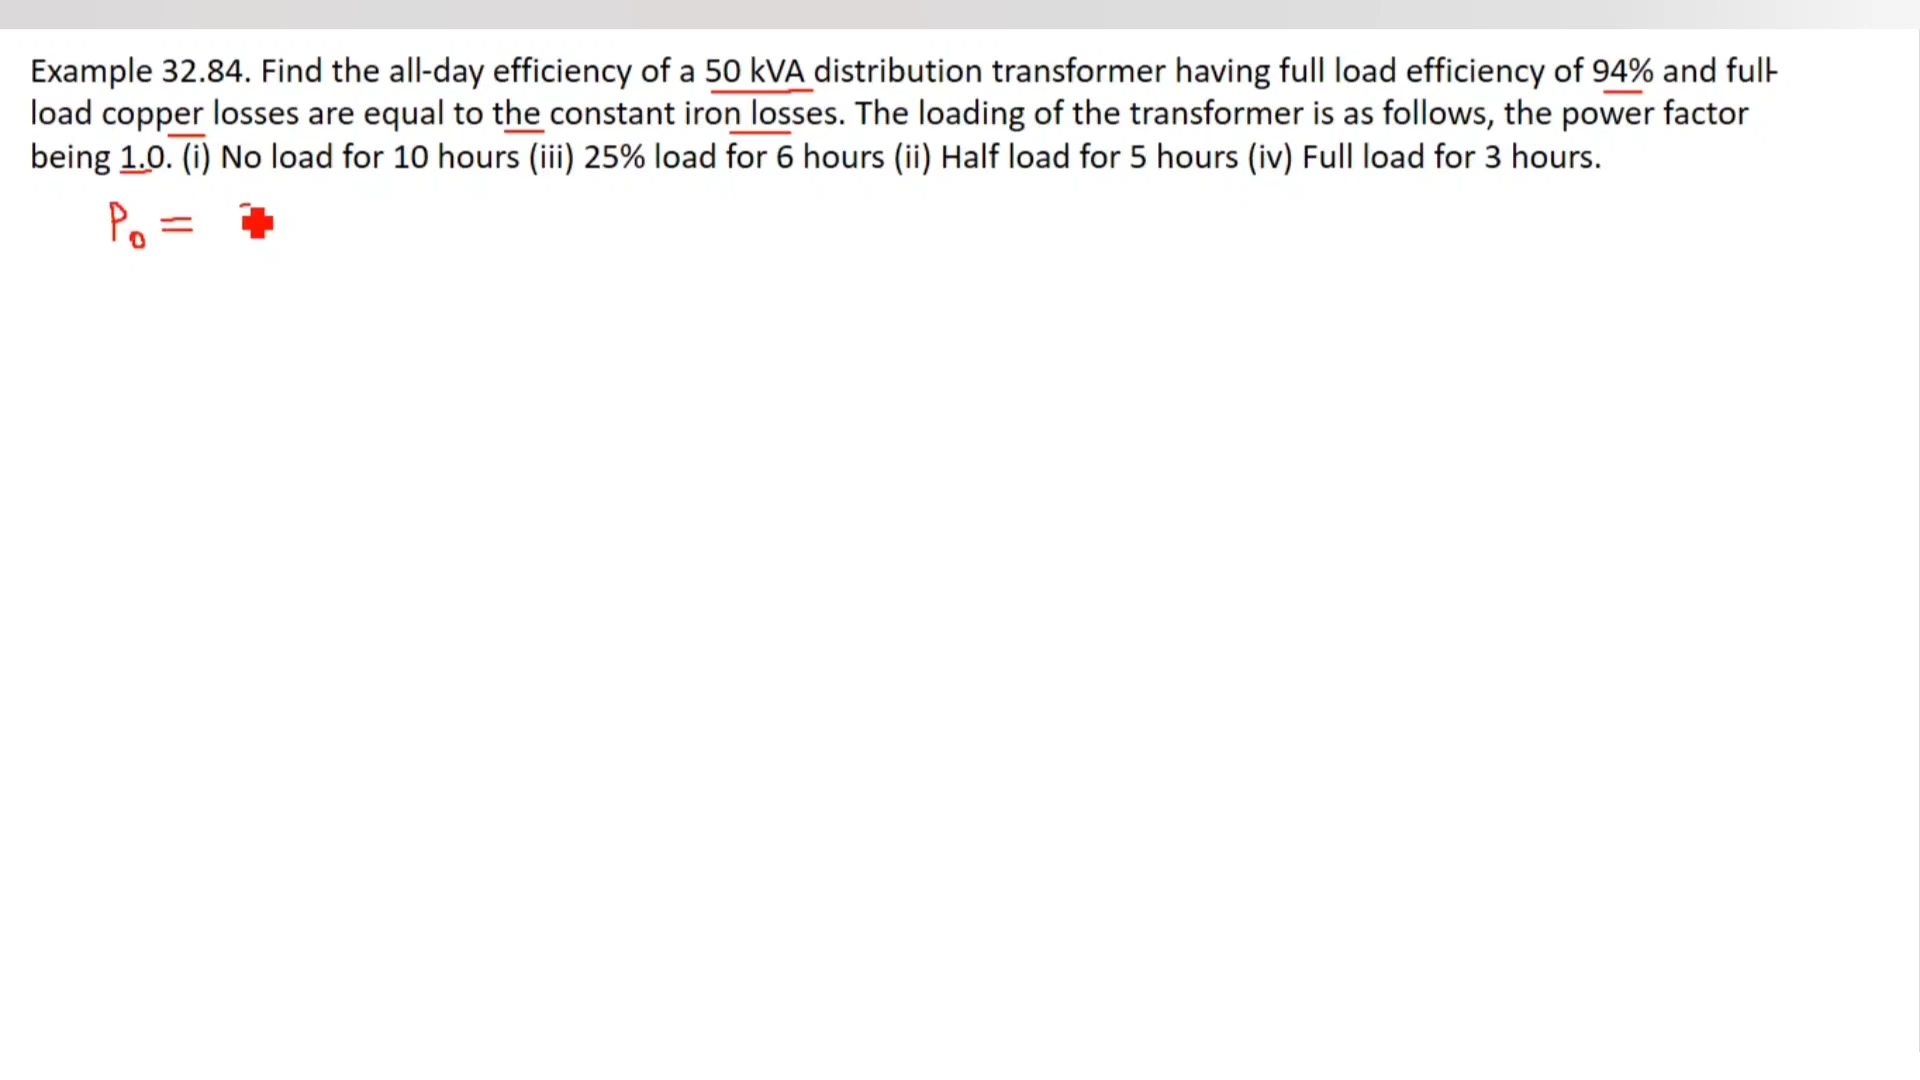 Example 32.84. Find the all-day efficiency of a 50 kVA distribution transformer having full load efficiency of 94% and full-
load copper losses are equal to the constant iron losses. The loading of the transformer is as follows, the power factor
being 1.0. (i) No load for 10 hours (iii) 25% load for 6 hours (ii) Half load for 5 hours (iv) Full load for 3 hours.
P₀ =